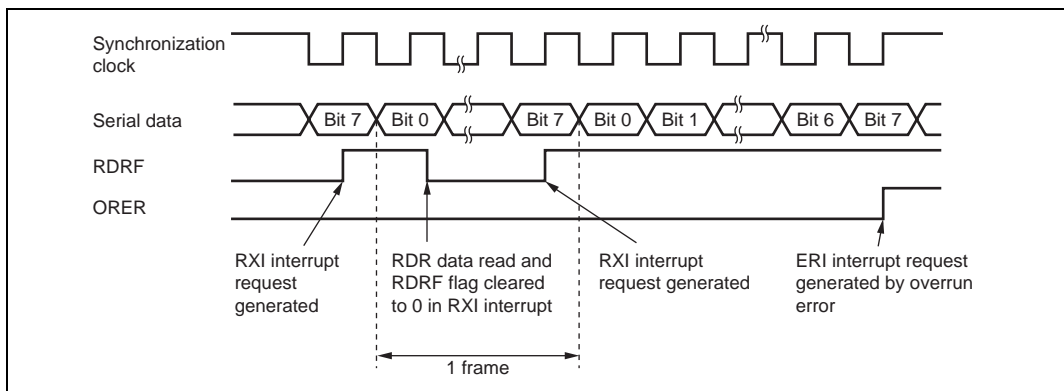 Synchronization
clock
Serial data
Bit 7
Bit 0
Bit 7
Bit 0
Bit 1
Bit 6
Bit 7
RDRF
ORER
RXI interrupt
request
generated
RDR data read and
RDRF flag cleared
to 0 in RXI interrupt
RXI interrupt
request generated
ERI interrupt request
generated by overrun
error
1 frame